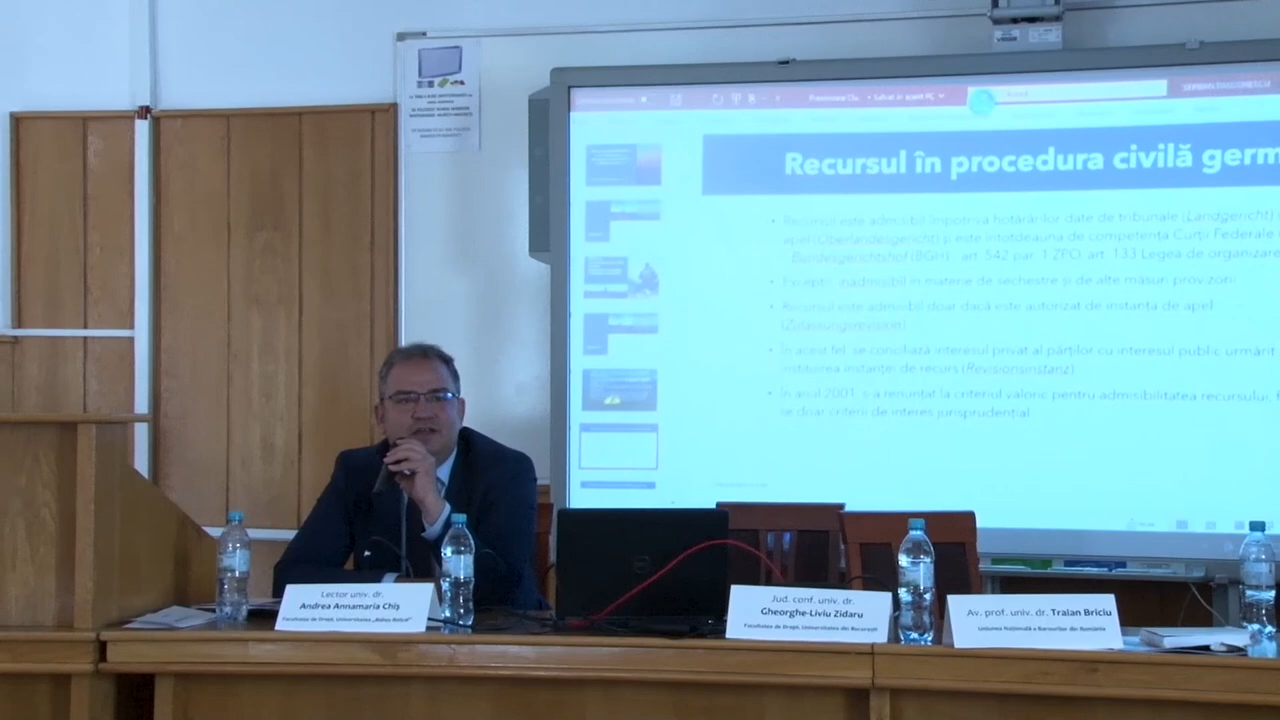 Salvat în acest PC
Recursul în procedura civilă germ
• Recursul este admisibil împotriva hotărârilor date de tribunale (Landgericht)
apel (Oberlandesgericht) și este întotdeauna de competența Curții Federale
Bundesgerichtshof (BGH), art. 542 par. 1 ZPO, art. 133 Legea de organizare
• Excepții: inadmisibil în materie de sechestre și de alte măsuri provizorii
• Recursul este admisibil doar dacă este autorizat de instanța de apel
(Zulassungsrevision)
• În acest fel, se conciliază interesul privat al părților cu interesul public urmărit
instituirea instanței de recurs (Revisionsinstanz)
• În anul 2001, s-a renunțat la criteriul valoric pentru admisibilitatea recursului, f
se doar criterii de interes jurisprudențial
Lector univ. dr.
Andrea Annamaria Chiș
Facultatea de Drept, Universitatea „Babeș Bolyai”
Jud. conf. univ. dr.
Gheorghe-Liviu Zidaru
Facultatea de Drept, Universitatea din București
Av. prof. univ. dr. Traian Briciu
Uniunea Națională a Barourilor din România